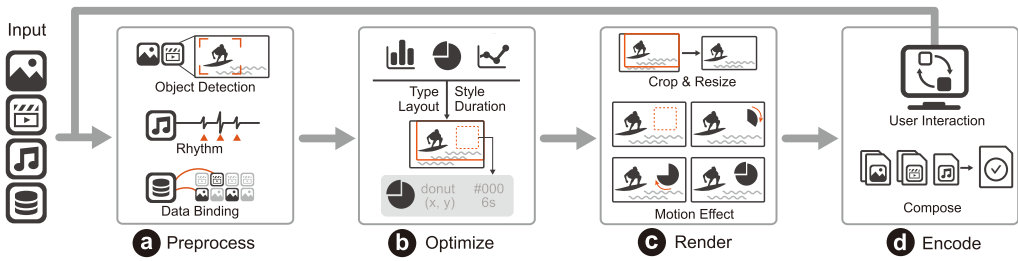 Input
Object Detection
Rhythm
Data Binding
a Preprocess
Type Style
Layout Duration
donut #000
(x, y) 6s
b Optimize
Crop & Resize
Motion Effect
c Render
User Interaction
Compose
d Encode